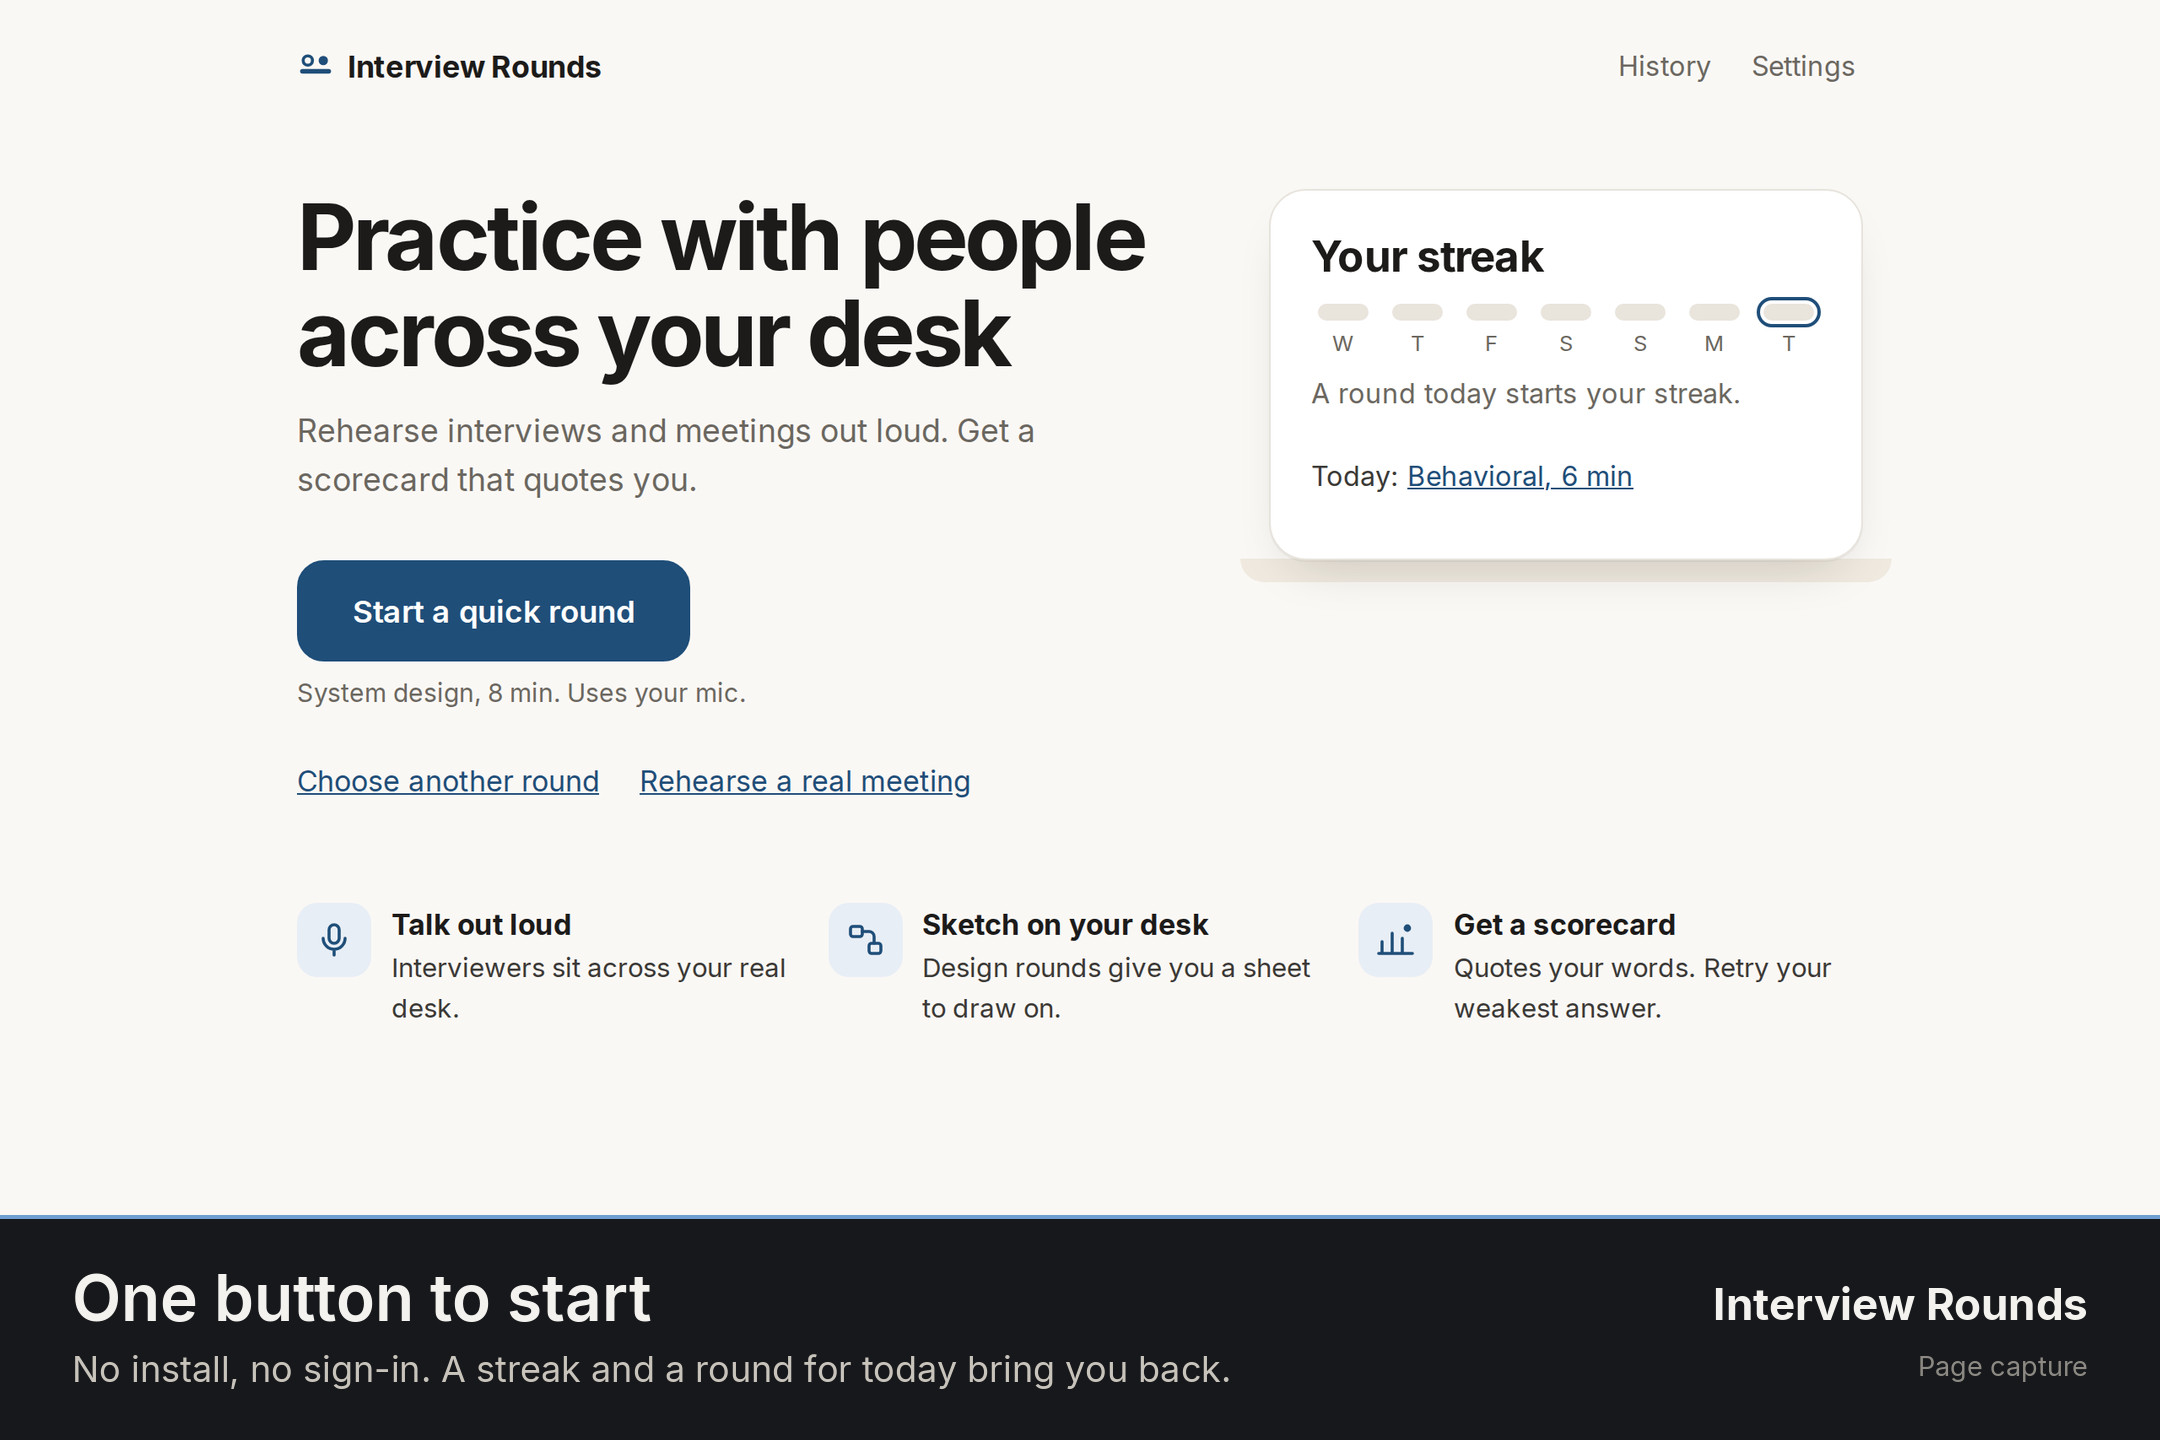 Interview Rounds
History
Settings
Practice with people
across your desk
Rehearse interviews and meetings out loud. Get a
scorecard that quotes you.
Start a quick round
System design, 8 min. Uses your mic.
Choose another round
Rehearse a real meeting
Your streak
W T F S S M T
A round today starts your streak.
Today: Behavioral, 6 min
Talk out loud
Interviewers sit across your real
desk.
Sketch on your desk
Design rounds give you a sheet
to draw on.
Get a scorecard
Quotes your words. Retry your
weakest answer.
One button to start
No install, no sign-in. A streak and a round for today bring you back.
Interview Rounds
Page capture